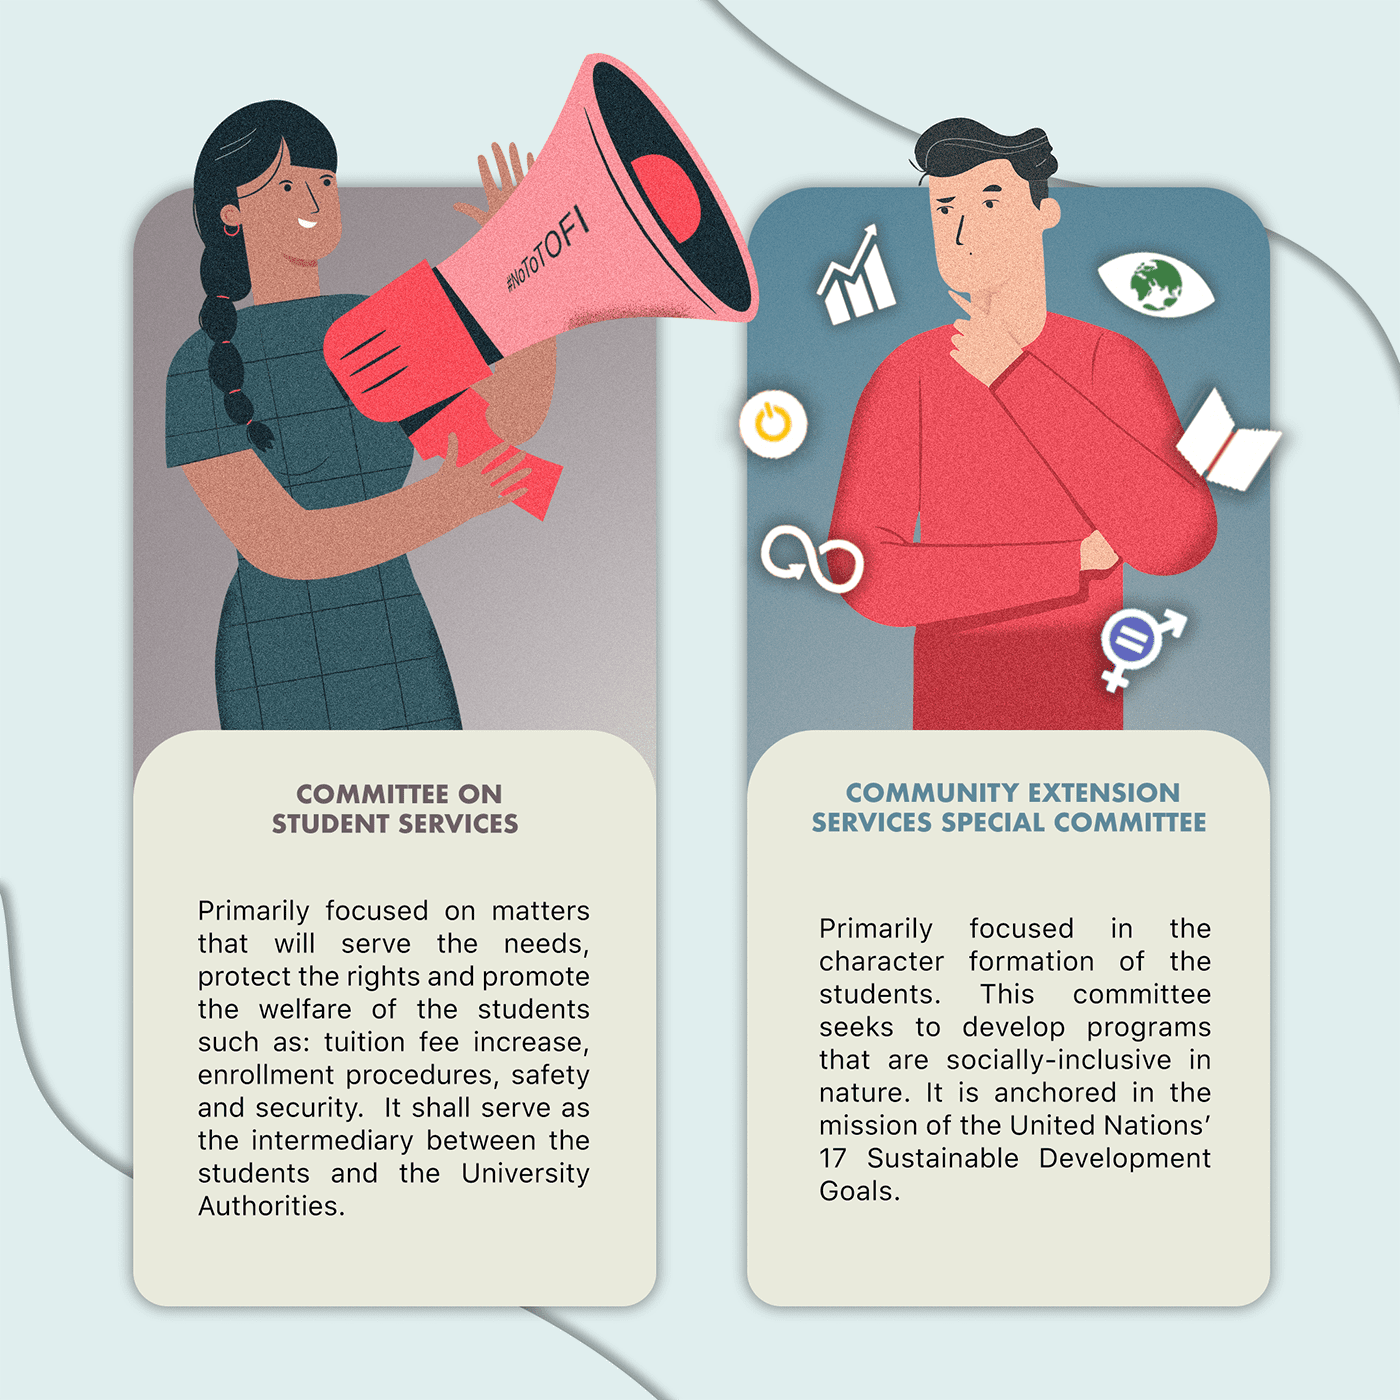 #NoToTOFI
COMMITTEE ON
STUDENT SERVICES
Primarily focused on matters
that will serve the needs,
protect the rights and promote
the welfare of the students
such as: tuition fee increase,
enrollment procedures, safety
and security. It shall serve as
the intermediary between the
students and the University
Authorities.
COMMUNITY EXTENSION
SERVICES SPECIAL COMMITTEE
Primarily focused in the
character formation of the
students. This committee
seeks to develop programs
that are socially-inclusive in
nature. It is anchored in the
mission of the United Nations’
17 Sustainable Development
Goals.